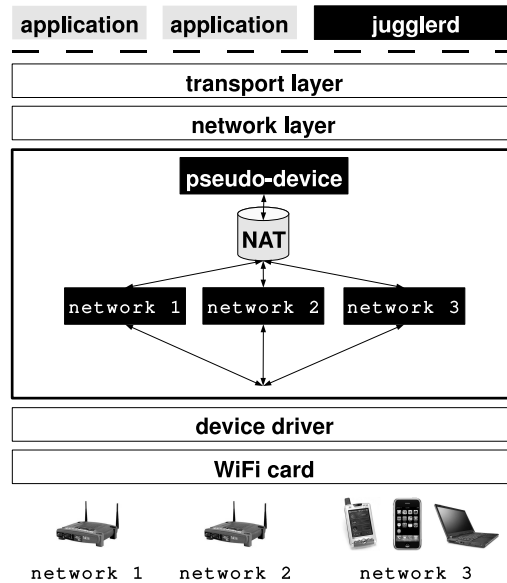 application application jugglerd
transport layer
network layer
pseudo-device
NAT
network 1 network 2 network 3
device driver
WiFi card
network 1 network 2 network 3